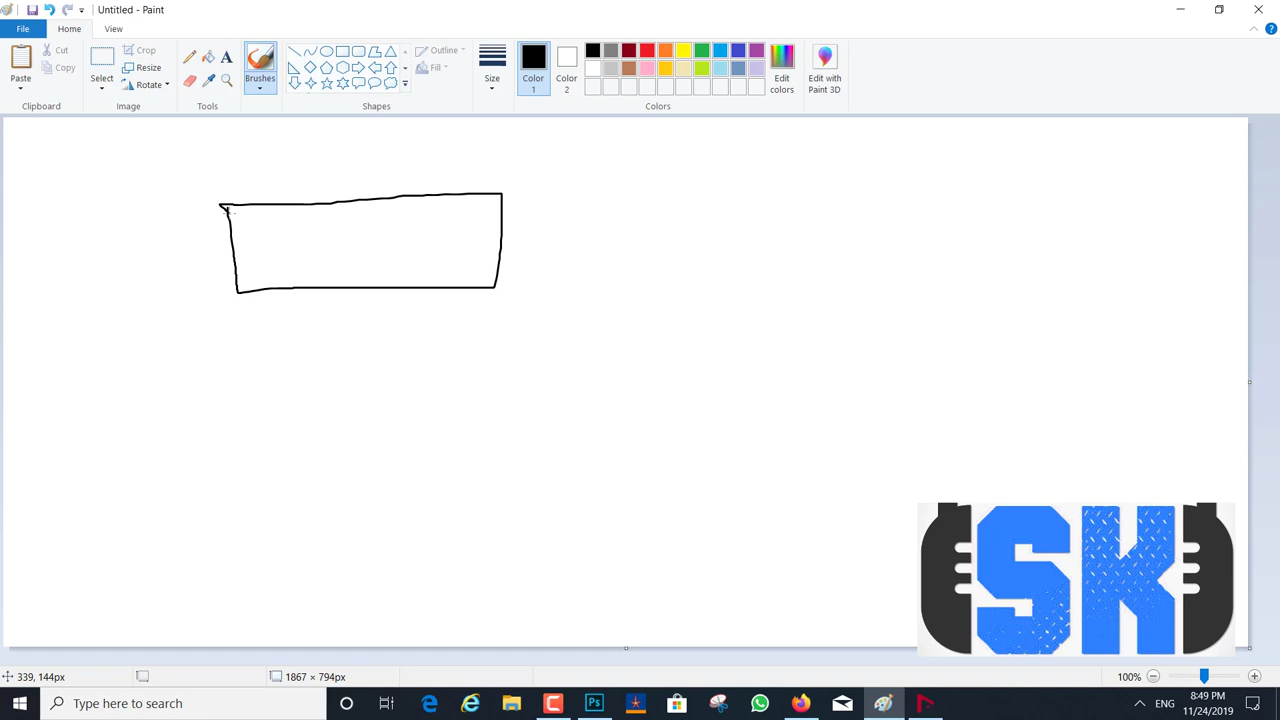 Untitled - Paint
File
Home
View
Paste
Cut
Copy
Clipboard
Select
Crop
Resize
Rotate
Image
A
Tools
Brushes
Outline
Fill
Shapes
Size
Color
1
Color
2
Edit
colors
Colors
Edit with
Paint 3D
SK
339, 144px
1867 × 794px
100%
Type here to search
Ps
ENG
8:49 PM
11/24/2019